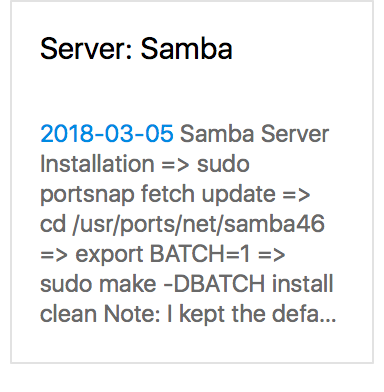 Server: Samba
2018-03-05 Samba Server
Installation => sudo
portsnap fetch update =>
cd /usr/ports/net/samba46
=> export BATCH=1 =>
sudo make -DBATCH install
clean Note: I kept the defa...